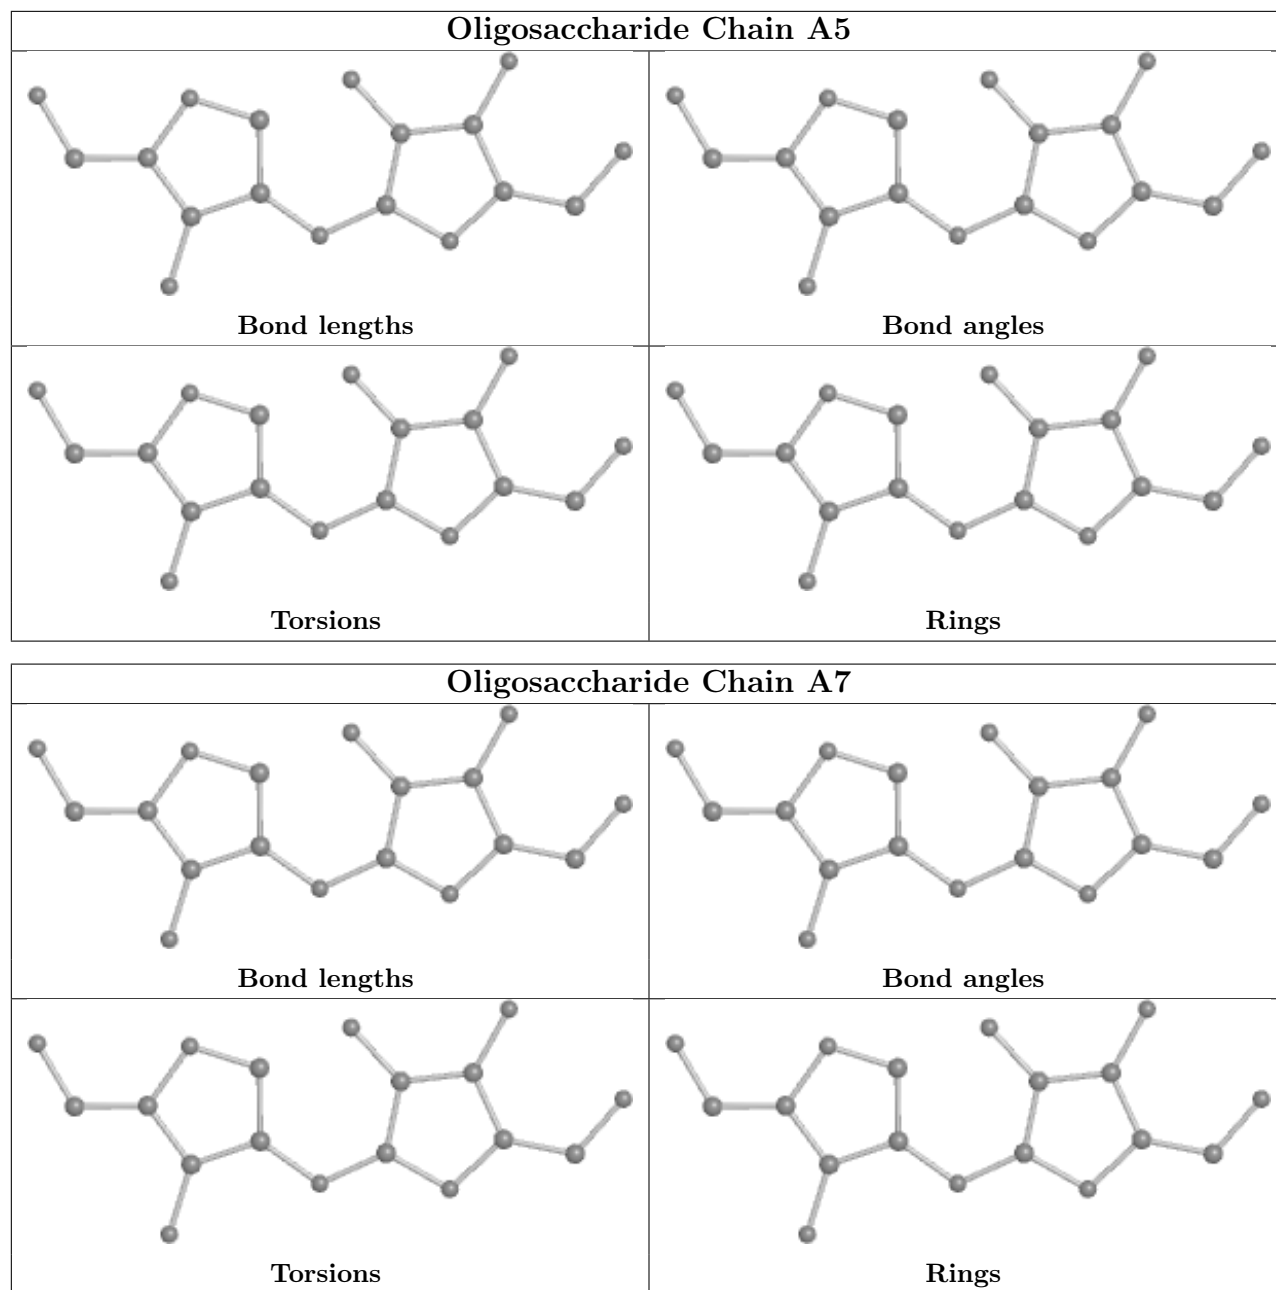 Oligosaccharide Chain A5
Bond lengths
Bond angles
Torsions
Rings
Oligosaccharide Chain A7
Bond lengths
Bond angles
Torsions
Rings